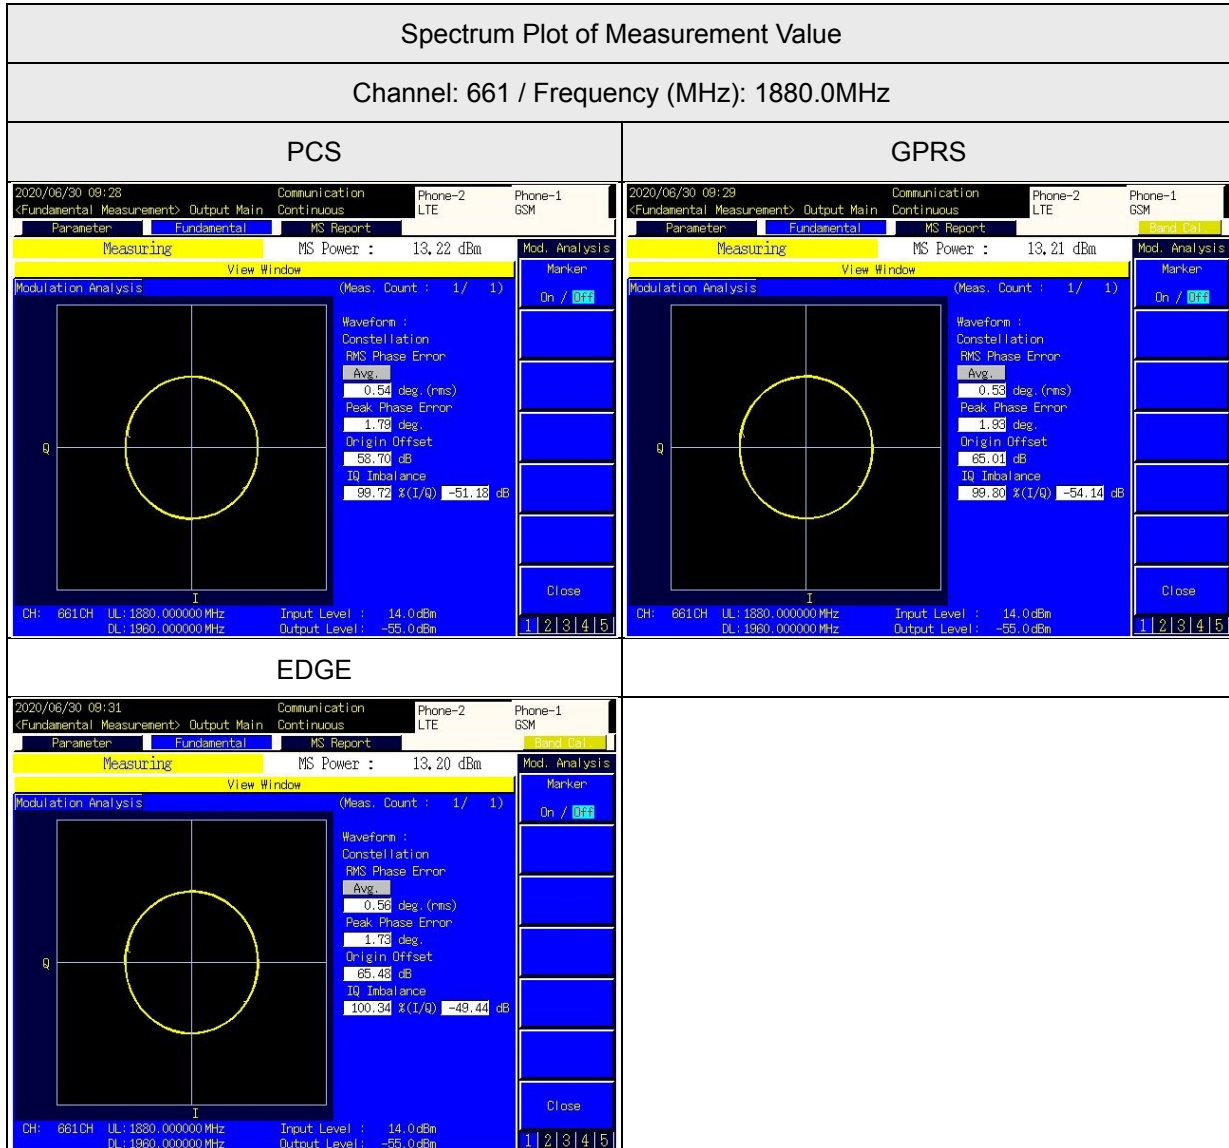 Spectrum Plot of Measurement Value
Channel: 661 / Frequency (MHz): 1880.0MHz
PCS
GPRS
2020/06/30 09:28 Communication Phone-2 Phone-1
<Fundamental Measurement> Output Main Continuous LTE GSM
Parameter Fundamental MS Report
Measuring MS Power : 13.22 dBm Mod. Analysis
View Window Marker
Modulation Analysis (Meas. Count : 1/ 1) On / Off
Waveform :
Constellation
RMS Phase Error
Avg.
0.54 deg.(rms)
Peak Phase Error
1.79 deg.
Origin Offset
Q 58.70 dB
IQ Imbalance
99.72 %(I/Q) -51.18 dB
I Close
CH: 661CH UL:1880.000000MHz Input Level : 14.0dBm
DL:1960.000000MHz Output Level: -55.0dBm 1 2 3 4 5
2020/06/30 09:29 Communication Phone-2 Phone-1
<Fundamental Measurement> Output Main Continuous LTE GSM
Parameter Fundamental MS Report Band Cal.
Measuring MS Power : 13.21 dBm Mod. Analysis
View Window Marker
Modulation Analysis (Meas. Count : 1/ 1) On / Off
Waveform :
Constellation
RMS Phase Error
Avg.
0.53 deg.(rms)
Peak Phase Error
1.93 deg.
Origin Offset
Q 65.01 dB
IQ Imbalance
99.80 %(I/Q) -54.14 dB
I Close
CH: 661CH UL:1880.000000MHz Input Level : 14.0dBm
DL:1960.000000MHz Output Level: -55.0dBm 1 2 3 4 5
EDGE
2020/06/30 09:31 Communication Phone-2 Phone-1
<Fundamental Measurement> Output Main Continuous LTE GSM
Parameter Fundamental MS Report Band Cal.
Measuring MS Power : 13.20 dBm Mod. Analysis
View Window Marker
Modulation Analysis (Meas. Count : 1/ 1) On / Off
Waveform :
Constellation
RMS Phase Error
Avg.
0.56 deg.(rms)
Peak Phase Error
1.73 deg.
Origin Offset
Q 65.48 dB
IQ Imbalance
100.34 %(I/Q) -49.44 dB
I Close
CH: 661CH UL:1880.000000MHz Input Level : 14.0dBm
DL:1960.000000MHz Output Level: -55.0dBm 1 2 3 4 5